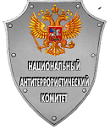 НАЦИОНАЛЬНЫЙ
АНТИТЕРРОРИСТИЧЕСКИЙ
КОМИТЕТ